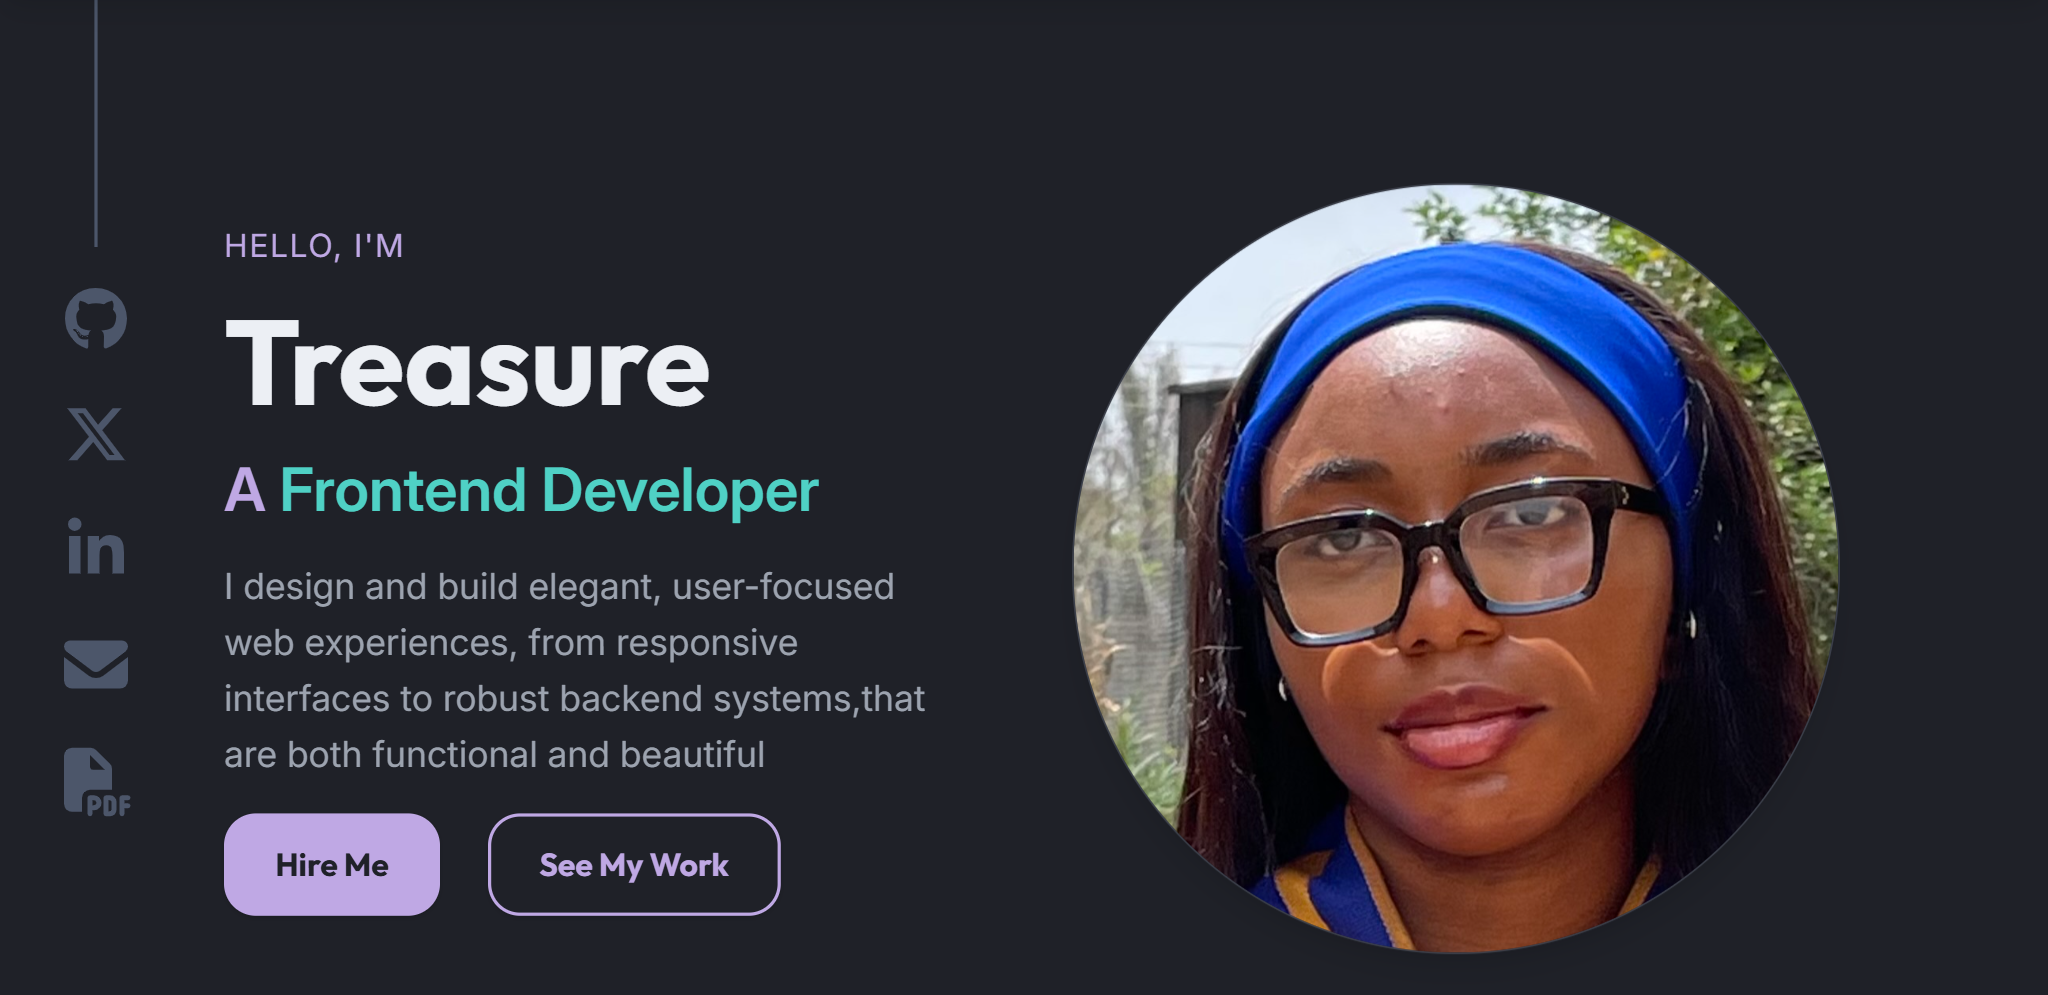 HELLO, I'M
Treasure
A Frontend Developer
I design and build elegant, user-focused
web experiences, from responsive
interfaces to robust backend systems,that
are both functional and beautiful
Hire Me
See My Work
in
PDF